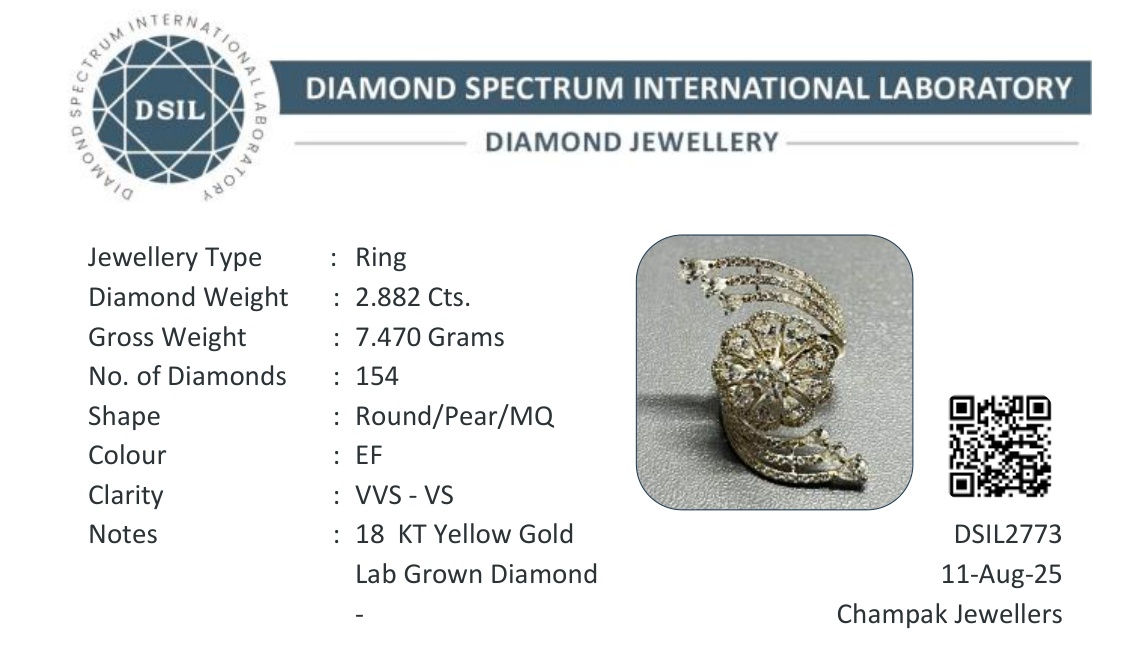 DIAMOND SPECTRUM INTERNATIONAL LABORATORY
DSIL
DIAMOND SPECTRUM INTERNATIONAL LABORATORY
DIAMOND JEWELLERY
Jewellery Type : Ring
Diamond Weight : 2.882 Cts.
Gross Weight : 7.470 Grams
No. of Diamonds : 154
Shape : Round/Pear/MQ
Colour : EF
Clarity : VVS - VS
Notes : 18 KT Yellow Gold
Lab Grown Diamond
-
DSIL2773
11-Aug-25
Champak Jewellers